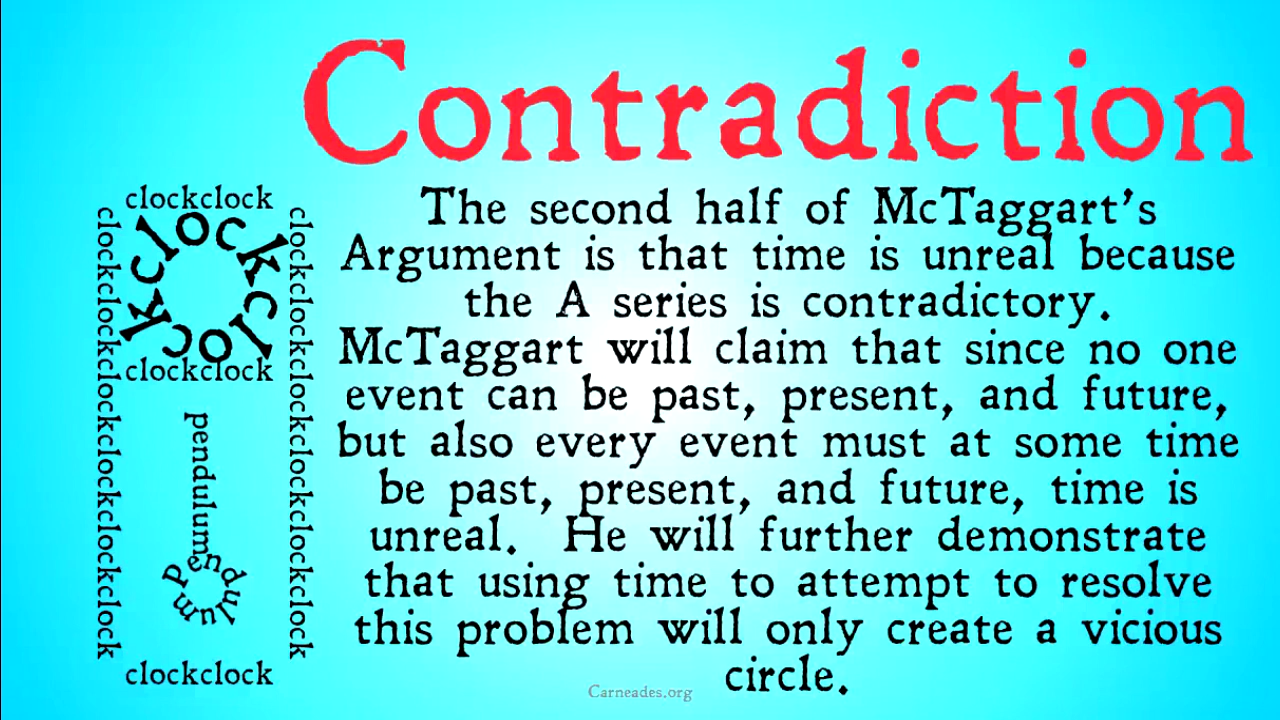 Contradiction
The second half of McTaggart's
Argument is that time is unreal because
the A series is contradictory.
McTaggart will claim that since no one
event can be past, present, and future,
but also every event must at some time
be past, present, and future, time is
unreal.  He will further demonstrate
that using time to attempt to resolve
this problem will only create a vicious
circle.
clockclock
clockclockclockclockclockclock
clockclockclock
clockclockclockclockclockclock
clockclock
pendulum
Pendulum
clockclock
Carneades.org